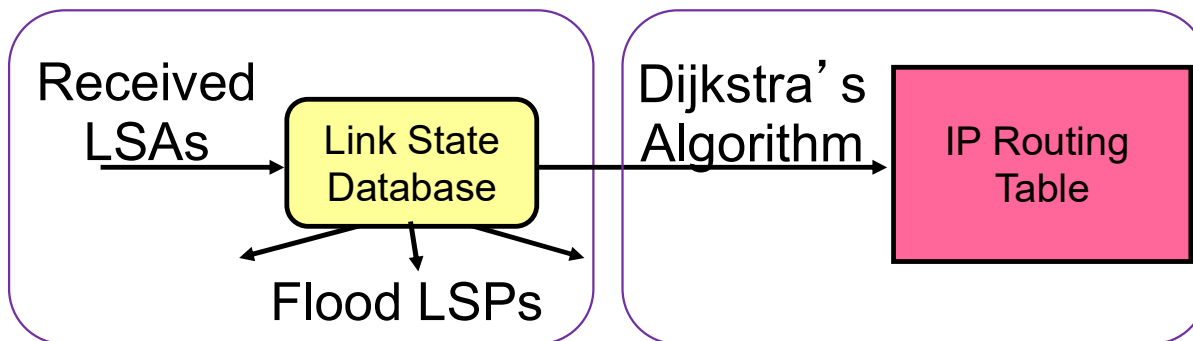 Received
LSAs
Link State
Database
Flood LSPs
Dijkstra’s
Algorithm
IP Routing
Table